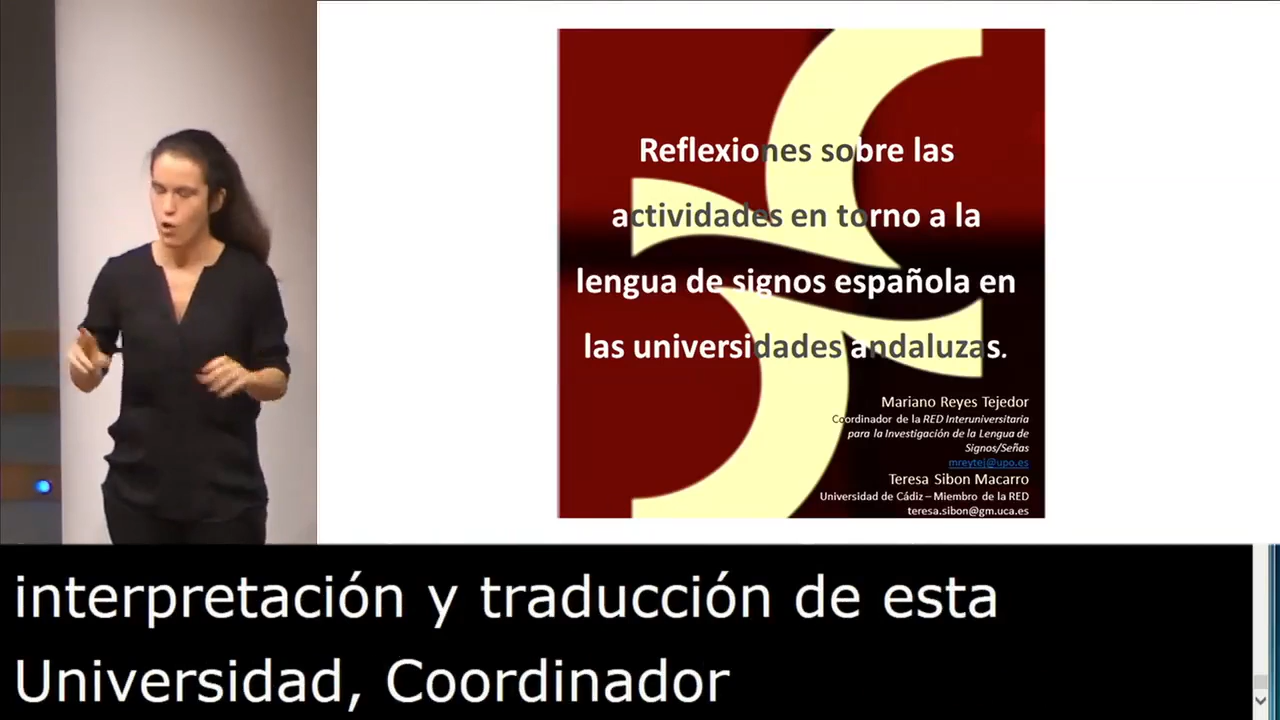 Reflexiones sobre las
actividades en torno a la
lengua de signos española en
las universidades andaluzas.
Mariano Reyes Tejedor
Coordinador de la RED Interuniversitaria
para la Investigación de la Lengua de
Signos/Señas
mreytej@upo.es
Teresa Sibon Macarro
Universidad de Cádiz – Miembro de la RED
teresa.sibon@gm.uca.es
interpretación y traducción de esta
Universidad, Coordinador